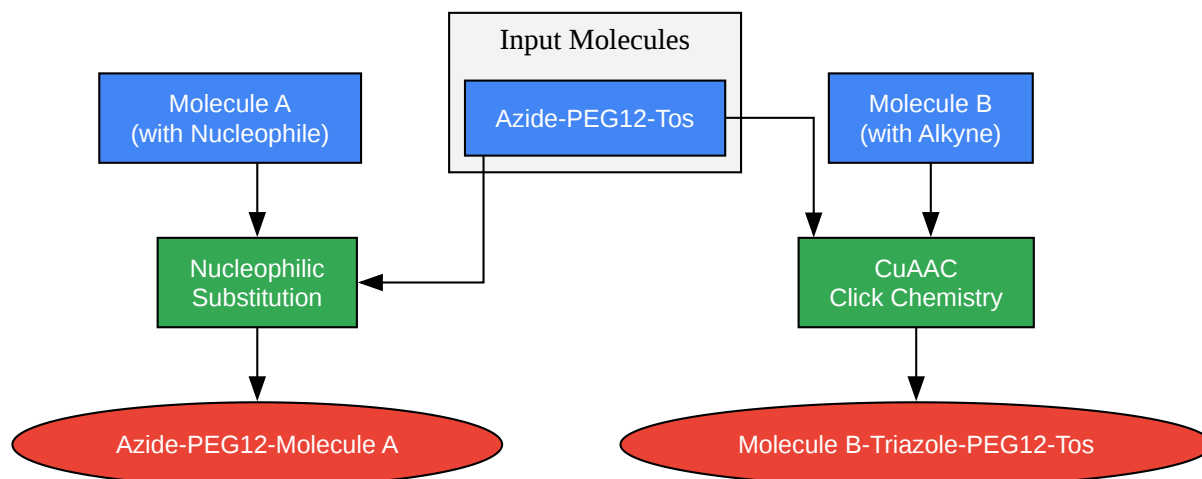 Input Molecules
Molecule A
(with Nucleophile)
Azide-PEG12-Tos
Molecule B
(with Alkyne)
Nucleophilic
Substitution
CuAAC
Click Chemistry
Azide-PEG12-Molecule A
Molecule B-Triazole-PEG12-Tos